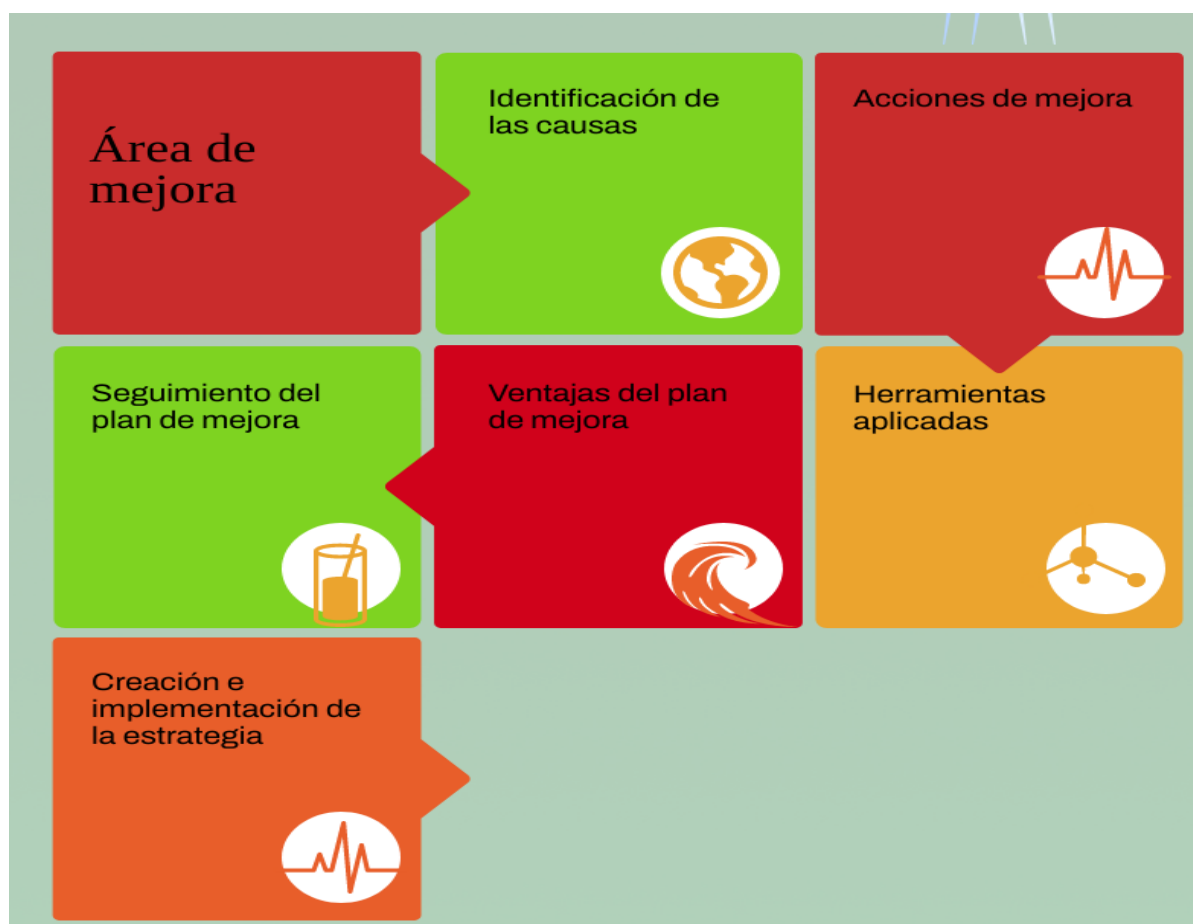 Área de
mejora
Identificación de
las causas
Acciones de mejora
Seguimiento del
plan de mejora
Ventajas del plan
de mejora
Herramientas
aplicadas
Creación e
implementación de
la estrategia